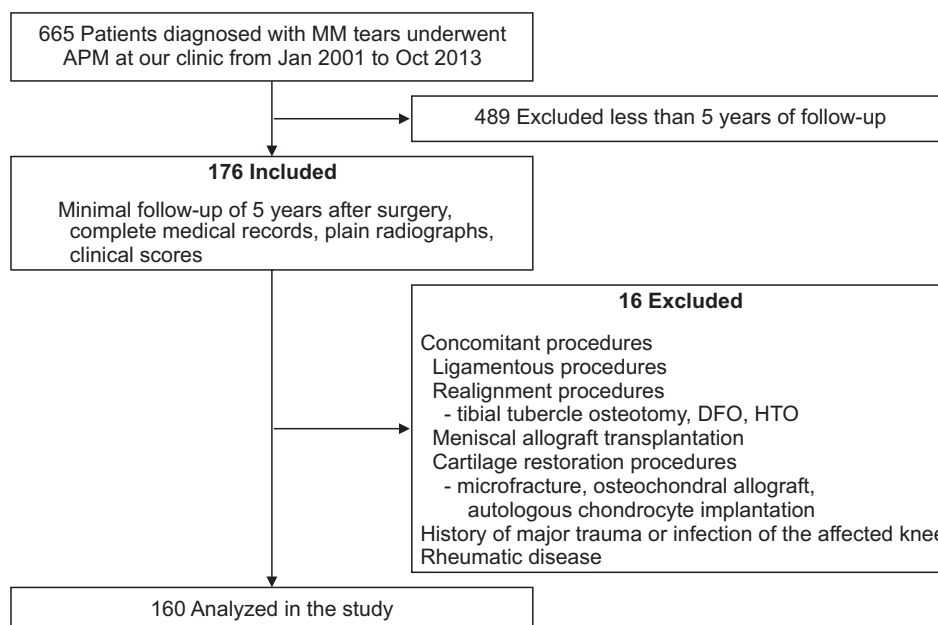 665 Patients diagnosed with MM tears underwent
APM at our clinic from Jan 2001 to Oct 2013
489 Excluded less than 5 years of follow-up
176 Included
Minimal follow-up of 5 years after surgery,
complete medical records, plain radiographs,
clinical scores
16 Excluded
Concomitant procedures
Ligamentous procedures
Realignment procedures
- tibial tubercle osteotomy, DFO, HTO
Meniscal allograft transplantation
Cartilage restoration procedures
- microfracture, osteochondral allograft,
autologous chondrocyte implantation
History of major trauma or infection of the affected knee
Rheumatic disease
160 Analyzed in the study